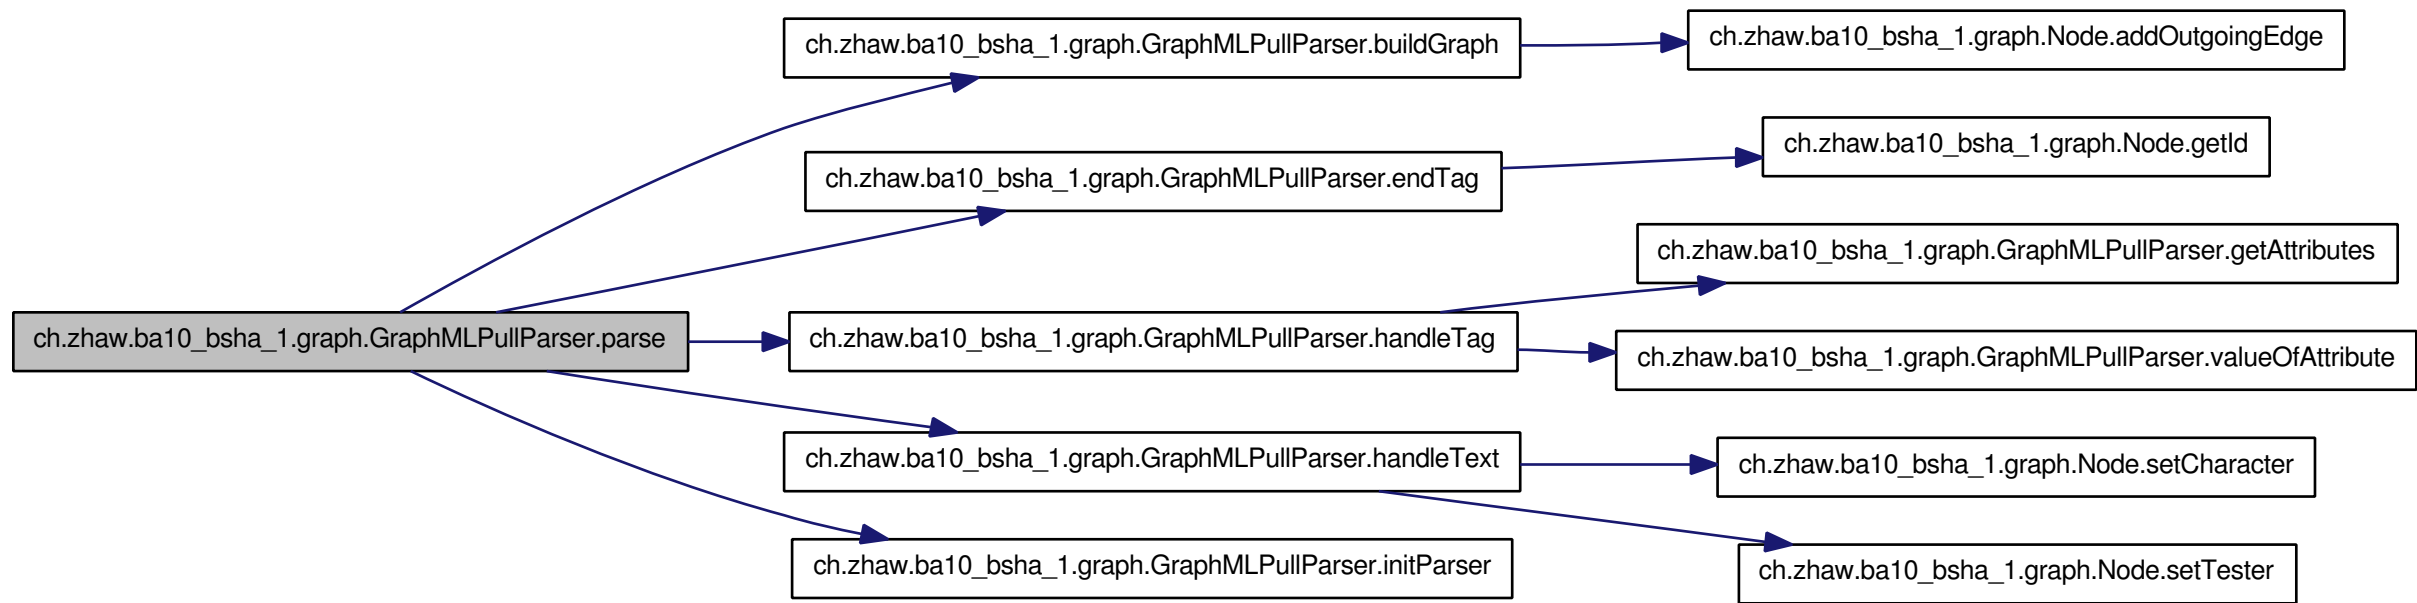 ch.zhaw.ba10_bsha_1.graph.GraphMLPullParser.parse
ch.zhaw.ba10_bsha_1.graph.GraphMLPullParser.buildGraph
ch.zhaw.ba10_bsha_1.graph.Node.addOutgoingEdge
ch.zhaw.ba10_bsha_1.graph.GraphMLPullParser.endTag
ch.zhaw.ba10_bsha_1.graph.Node.getId
ch.zhaw.ba10_bsha_1.graph.GraphMLPullParser.handleTag
ch.zhaw.ba10_bsha_1.graph.GraphMLPullParser.getAttributes
ch.zhaw.ba10_bsha_1.graph.GraphMLPullParser.valueOfAttribute
ch.zhaw.ba10_bsha_1.graph.GraphMLPullParser.handleText
ch.zhaw.ba10_bsha_1.graph.Node.setCharacter
ch.zhaw.ba10_bsha_1.graph.Node.setTester
ch.zhaw.ba10_bsha_1.graph.GraphMLPullParser.initParser